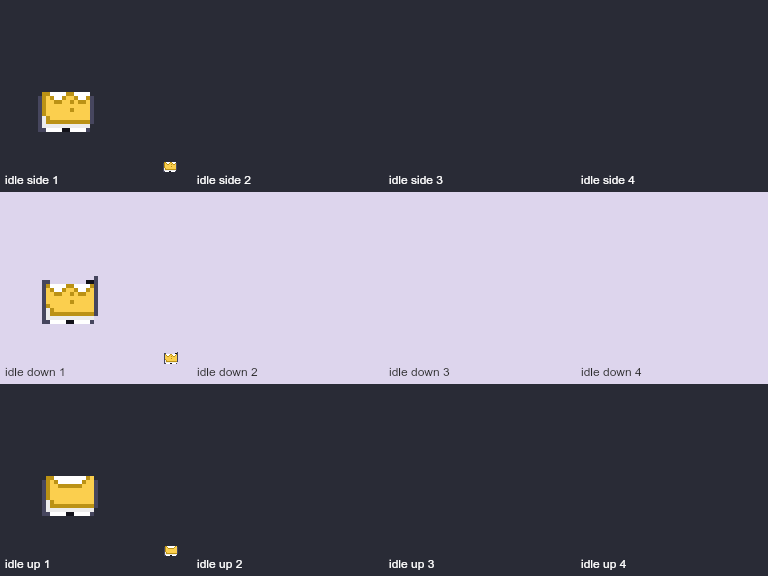 idle side 1
idle side 2
idle side 3
idle side 4
idle down 1
idle down 2
idle down 3
idle down 4
idle up 1
idle up 2
idle up 3
idle up 4